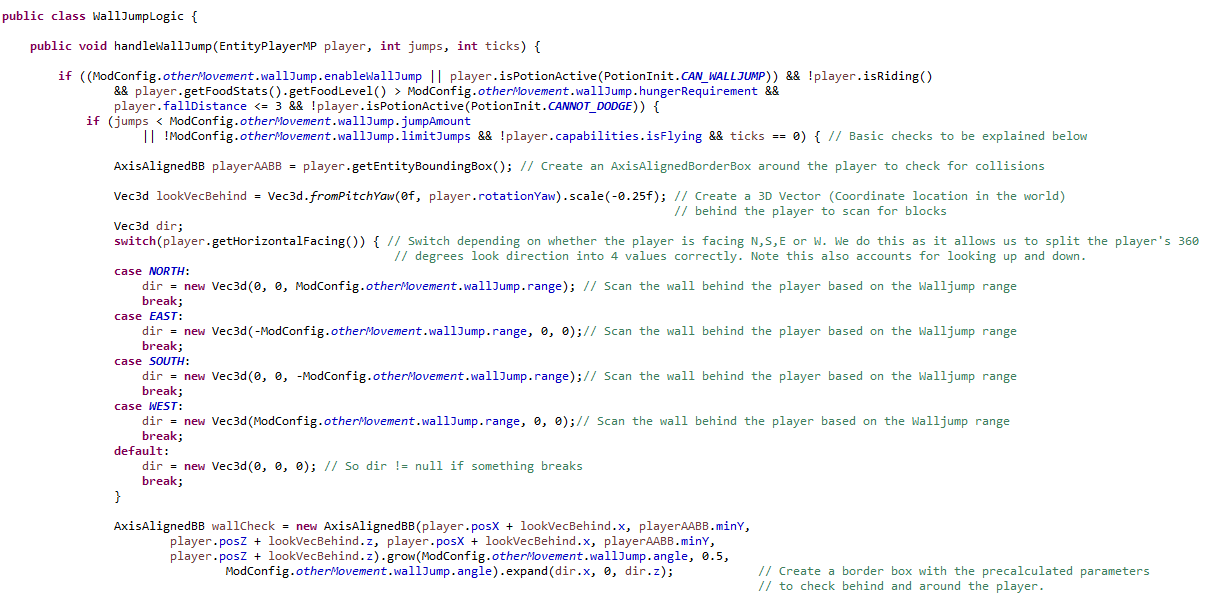 public class WallJumpLogic {
public void handleWallJump(EntityPlayerMP player, int jumps, int ticks) {
if ((ModConfig.otherMovement.wallJump.enableWallJump || player.isPotionActive(PotionInit.CAN_WALLJUMP)) && !player.isRiding()
&& player.getFoodStats().getFoodLevel() > ModConfig.otherMovement.wallJump.hungerRequirement &&
player.fallDistance <= 3 && !player.isPotionActive(PotionInit.CANNOT_DODGE)) {
if (jumps < ModConfig.otherMovement.wallJump.jumpAmount
|| !ModConfig.otherMovement.wallJump.limitJumps && !player.capabilities.isFlying && ticks == 0) { // Basic checks to be explained below
AxisAlignedBB playerAABB = player.getEntityBoundingBox(); // Create an AxisAlignedBorderBox around the player to check for collisions
Vec3d lookVecBehind = Vec3d.fromPitchYaw(0f, player.rotationYaw).scale(-0.25f); // Create a 3D Vector (Coordinate location in the world)
// behind the player to scan for blocks
Vec3d dir;
switch(player.getHorizontalFacing()) { // Switch depending on whether the player is facing N,S,E or W. We do this as it allows us to split the player's 360
// degrees look direction into 4 values correctly. Note this also accounts for looking up and down.
case NORTH:
dir = new Vec3d(0, 0, ModConfig.otherMovement.wallJump.range); // Scan the wall behind the player based on the Walljump range
break;
case EAST:
dir = new Vec3d(-ModConfig.otherMovement.wallJump.range, 0, 0);// Scan the wall behind the player based on the Walljump range
break;
case SOUTH:
dir = new Vec3d(0, 0, -ModConfig.otherMovement.wallJump.range);// Scan the wall behind the player based on the Walljump range
break;
case WEST:
dir = new Vec3d(ModConfig.otherMovement.wallJump.range, 0, 0);// Scan the wall behind the player based on the Walljump range
break;
default:
dir = new Vec3d(0, 0, 0); // So dir != null if something breaks
break;
}
AxisAlignedBB wallCheck = new AxisAlignedBB(player.posX + lookVecBehind.x, playerAABB.minY,
player.posZ + lookVecBehind.z, player.posX + lookVecBehind.x, playerAABB.minY,
player.posZ + lookVecBehind.z).grow(ModConfig.otherMovement.wallJump.angle, 0.5,
ModConfig.otherMovement.wallJump.angle).expand(dir.x, 0, dir.z); // Create a border box with the precalculated parameters
// to check behind and around the player.